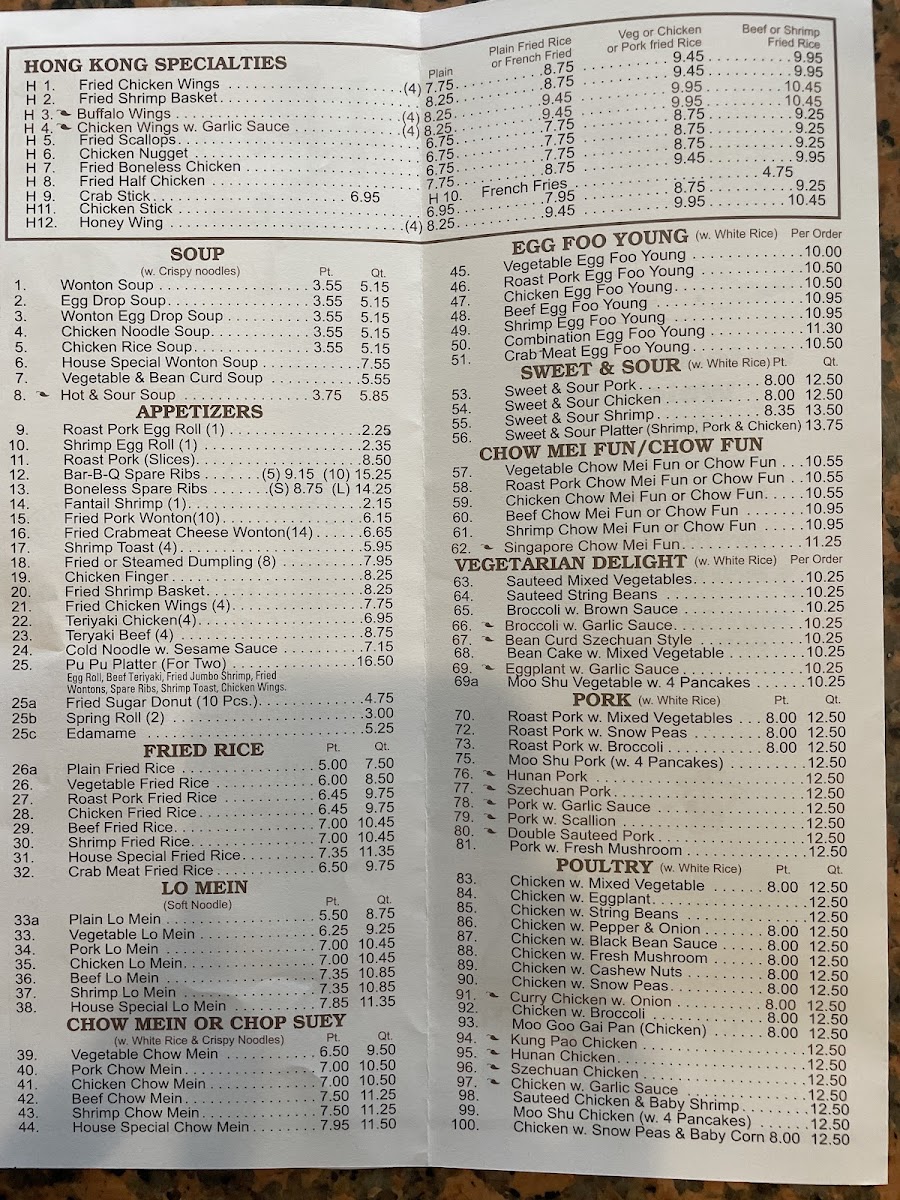 HONG KONG SPECIALTIES
Plain
Plain Fried Rice or French Fried
Veg or Chicken or Pork fried Rice
Beef or Shrimp Fried Rice
H 1. Fried Chicken Wings (4) 7.75 8.75 9.45 9.95
H 2. Fried Shrimp Basket 8.25 8.75 9.45 9.95
H 3. Buffalo Wings (4) 8.25 9.45 9.95 10.45
H 4. Chicken Wings w. Garlic Sauce (4) 8.25 9.45 9.95 10.45
H 5. Fried Scallops 6.75 7.75 8.75 9.25
H 6. Chicken Nugget 6.75 7.75 8.75 9.25
H 7. Fried Boneless Chicken 6.75 7.75 8.75 9.25
H 8. Fried Half Chicken 7.75 8.75 9.45 9.95
H 9. Crab Stick 6.95 H 10. French Fries 4.75
H11. Chicken Stick 6.95 7.95 8.75 9.25
H12. Honey Wing (4) 8.25 9.45 9.95 10.45
SOUP
(w. Crispy noodles) Pt. Qt.
1. Wonton Soup 3.55 5.15
2. Egg Drop Soup 3.55 5.15
3. Wonton Egg Drop Soup 3.55 5.15
4. Chicken Noodle Soup 3.55 5.15
5. Chicken Rice Soup 3.55 5.15
6. House Special Wonton Soup 7.55
7. Vegetable & Bean Curd Soup 5.55
8. Hot & Sour Soup 3.75 5.85
APPETIZERS
9. Roast Pork Egg Roll (1) 2.25
10. Shrimp Egg Roll (1) 2.35
11. Roast Pork (Slices) 8.50
12. Bar-B-Q Spare Ribs (5) 9.15 (10) 15.25
13. Boneless Spare Ribs (S) 8.75 (L) 14.25
14. Fantail Shrimp (1) 2.15
15. Fried Pork Wonton(10) 6.15
16. Fried Crabmeat Cheese Wonton(14) 6.65
17. Shrimp Toast (4) 5.95
18. Fried or Steamed Dumpling (8) 7.95
19. Chicken Finger 8.25
20. Fried Shrimp Basket 8.25
21. Fried Chicken Wings (4) 7.75
22. Teriyaki Chicken(4) 6.95
23. Teryaki Beef (4) 8.75
24. Cold Noodle w. Sesame Sauce 7.15
25. Pu Pu Platter (For Two) 16.50
Egg Roll, Beef Teriyaki, Fried Jumbo Shrimp, Fried
Wontons, Spare Ribs, Shrimp Toast, Chicken Wings.
25a Fried Sugar Donut (10 Pcs.) 4.75
25b Spring Roll (2) 3.00
25c Edamame 5.25
FRIED RICE Pt. Qt.
26a Plain Fried Rice 5.00 7.50
26. Vegetable Fried Rice 6.00 8.50
27. Roast Pork Fried Rice 6.45 9.75
28. Chicken Fried Rice 6.45 9.75
29. Beef Fried Rice 7.00 10.45
30. Shrimp Fried Rice 7.00 10.45
31. House Special Fried Rice 7.35 11.35
32. Crab Meat Fried Rice 6.50 9.75
LO MEIN
(Soft Noodle) Pt. Qt.
33a Plain Lo Mein 5.50 8.75
33. Vegetable Lo Mein 6.25 9.25
34. Pork Lo Mein 7.00 10.45
35. Chicken Lo Mein 7.00 10.45
36. Beef Lo Mein 7.35 10.85
37. Shrimp Lo Mein 7.35 10.85
38. House Special Lo Mein 7.85 11.35
CHOW MEIN OR CHOP SUEY
(w. White Rice & Crispy Noodles) Pt. Qt.
39. Vegetable Chow Mein 6.50 9.50
40. Pork Chow Mein 7.00 10.50
41. Chicken Chow Mein 7.00 10.50
42. Beef Chow Mein 7.50 11.25
43. Shrimp Chow Mein 7.50 11.25
44. House Special Chow Mein 7.95 11.50
EGG FOO YOUNG (w. White Rice) Per Order
45. Vegetable Egg Foo Young 10.00
46. Roast Pork Egg Foo Young 10.50
47. Chicken Egg Foo Young 10.50
48. Beef Egg Foo Young 10.95
49. Shrimp Egg Foo Young 10.95
50. Combination Egg Foo Young 11.30
51. Crab Meat Egg Foo Young 10.50
SWEET & SOUR (w. White Rice) Pt. Qt.
53. Sweet & Sour Pork 8.00 12.50
54. Sweet & Sour Chicken 8.00 12.50
55. Sweet & Sour Shrimp 8.35 13.50
56. Sweet & Sour Platter (Shrimp, Pork & Chicken) 13.75
CHOW MEI FUN/CHOW FUN
57. Vegetable Chow Mei Fun or Chow Fun 10.55
58. Roast Pork Chow Mei Fun or Chow Fun 10.55
59. Chicken Chow Mei Fun or Chow Fun 10.55
60. Beef Chow Mei Fun or Chow Fun 10.95
61. Shrimp Chow Mei Fun or Chow Fun 10.95
62. Singapore Chow Mei Fun 11.25
VEGETARIAN DELIGHT (w. White Rice) Per Order
63. Sauteed Mixed Vegetables 10.25
64. Sauteed String Beans 10.25
65. Broccoli w. Brown Sauce 10.25
66. Broccoli w. Garlic Sauce 10.25
67. Bean Curd Szechuan Style 10.25
68. Bean Cake w. Mixed Vegetable 10.25
69. Eggplant w. Garlic Sauce 10.25
69a Moo Shu Vegetable w. 4 Pancakes 10.25
PORK (w. White Rice) Pt. Qt.
70. Roast Pork w. Mixed Vegetables 8.00 12.50
72. Roast Pork w. Snow Peas 8.00 12.50
73. Roast Pork w. Broccoli 8.00 12.50
75. Moo Shu Pork (w. 4 Pancakes) 12.50
76. Hunan Pork 12.50
77. Szechuan Pork 12.50
78. Pork w. Garlic Sauce 12.50
79. Pork w. Scallion 12.50
80. Double Sauteed Pork 12.50
81. Pork w. Fresh Mushroom 12.50
POULTRY (w. White Rice) Pt. Qt.
83. Chicken w. Mixed Vegetable 8.00 12.50
84. Chicken w. Eggplant 12.50
85. Chicken w. String Beans 12.50
86. Chicken w. Pepper & Onion 8.00 12.50
87. Chicken w. Black Bean Sauce 8.00 12.50
88. Chicken w. Fresh Mushroom 8.00 12.50
89. Chicken w. Cashew Nuts 8.00 12.50
90. Chicken w. Snow Peas 8.00 12.50
91. Curry Chicken w. Onion 8.00 12.50
92. Chicken w. Broccoli 8.00 12.50
93. Moo Goo Gai Pan (Chicken) 8.00 12.50
94. Kung Pao Chicken 12.50
95. Hunan Chicken 12.50
96. Szechuan Chicken 12.50
97. Chicken w. Garlic Sauce 12.50
98. Sauteed Chicken & Baby Shrimp 12.50
99. Moo Shu Chicken (w. 4 Pancakes) 12.50
100. Chicken w. Snow Peas & Baby Corn 8.00 12.50